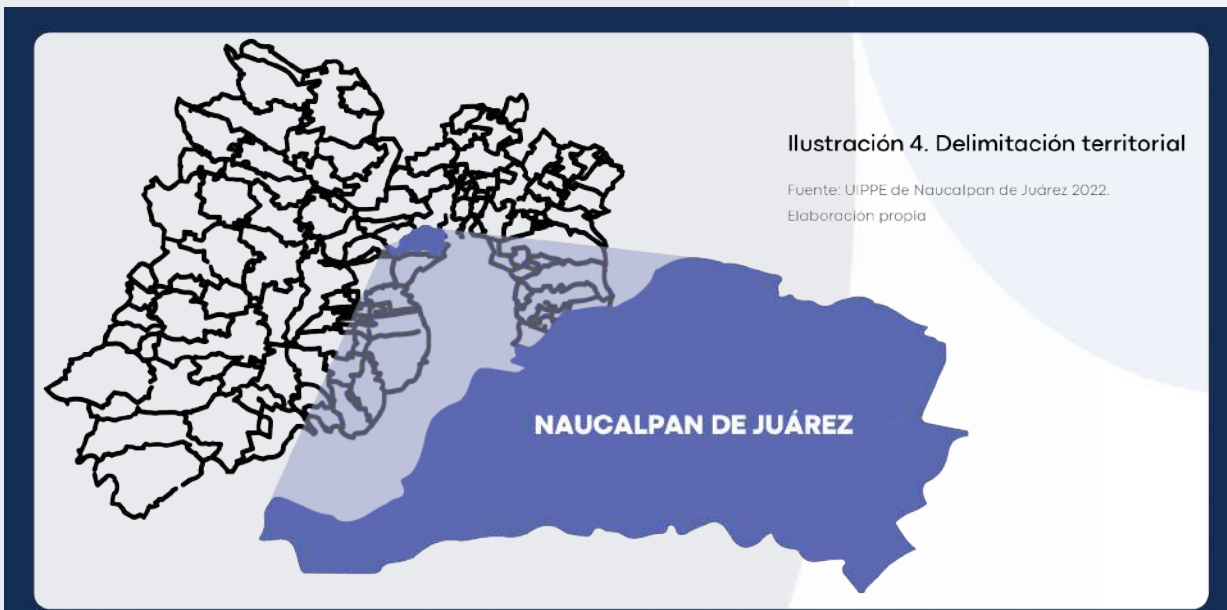 Ilustración 4. Delimitación territorial
Fuente: UIPPE de Naucalpan de Juárez 2022.
Elaboración propia
NAUCALPAN DE JUÁREZ